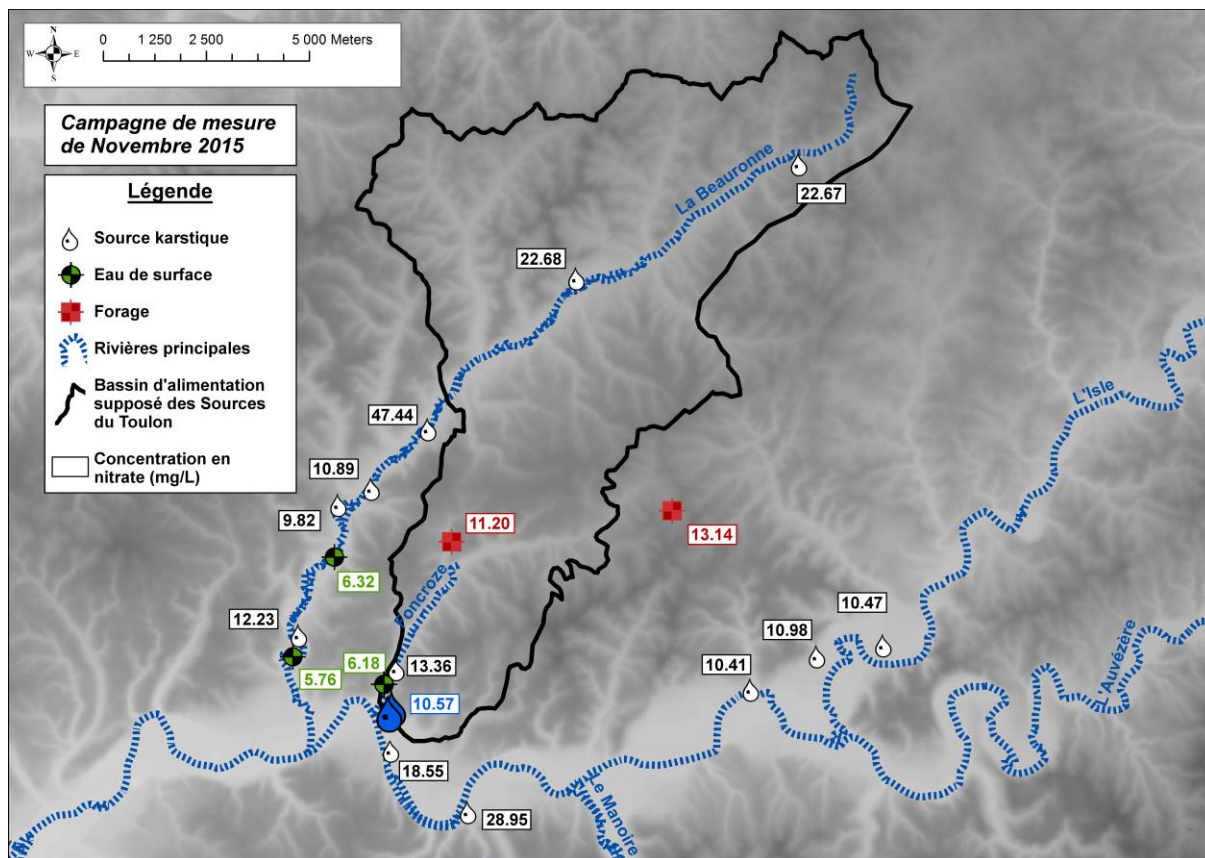 N
W E
S
0 1 250 2 500 5 000 Meters
Campagne de mesure
de Novembre 2015
Légende
Source karstique
Eau de surface
Forage
Rivières principales
Bassin d'alimentation
supposé des Sources
du Toulon
Concentration en
nitrate (mg/L)
La Beauronne
22.67
22.68
47.44
L'Isle
10.89
9.82
11.20
13.14
6.32
12.23
10.47
10.98
10.41
L'Auvézère
6.18
13.36
5.76
10.57
18.55
28.95
Le Manoire